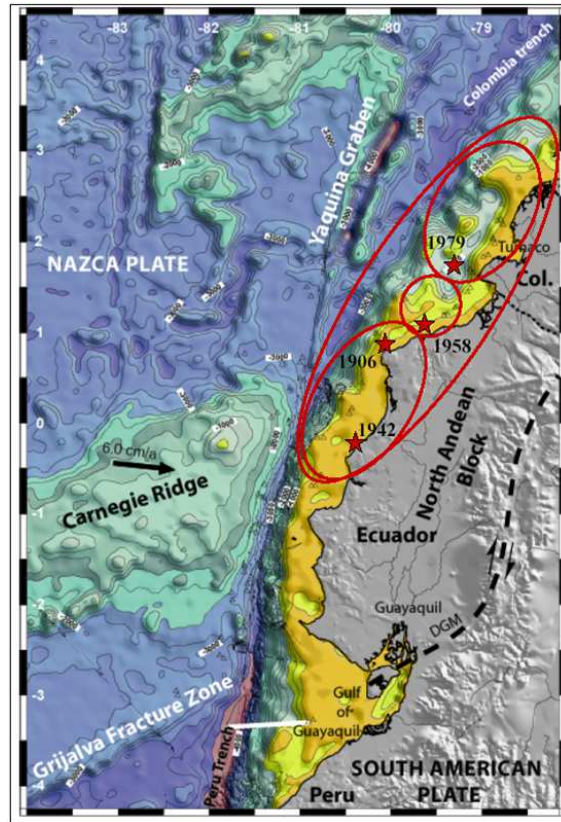 -83
-82
-81
-80
-79
4
3
2
1
0
-1
-2
-3
-4
Colombia trench
Yaquina Graben
NAZCA PLATE
1979
Tumaco
Col.
1906
1958
1942
6.0 cm/a
Carnegie Ridge
North Andean
Block
Ecuador
Guayaquil
DGM
Grijalva Fracture Zone
Gulf
of
Guayaquil
Peru Trench
SOUTH AMERICAN
PLATE
Peru